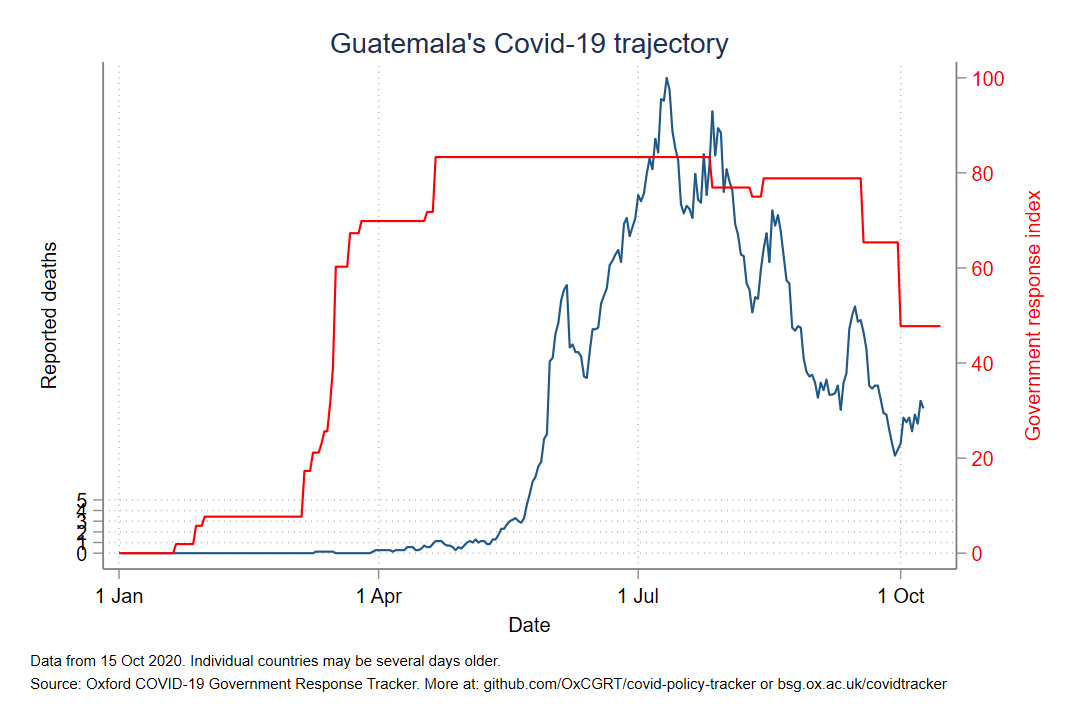 Guatemala's Covid-19 trajectory
100
80
60
40
20
0
Government response index
Reported deaths
5
4
3
2
1
0
1 Jan
1 Apr
1 Jul
1 Oct
Date
Data from 15 Oct 2020. Individual countries may be several days older.
Source: Oxford COVID-19 Government Response Tracker. More at: github.com/OxCGRT/covid-policy-tracker or bsg.ox.ac.uk/covidtracker